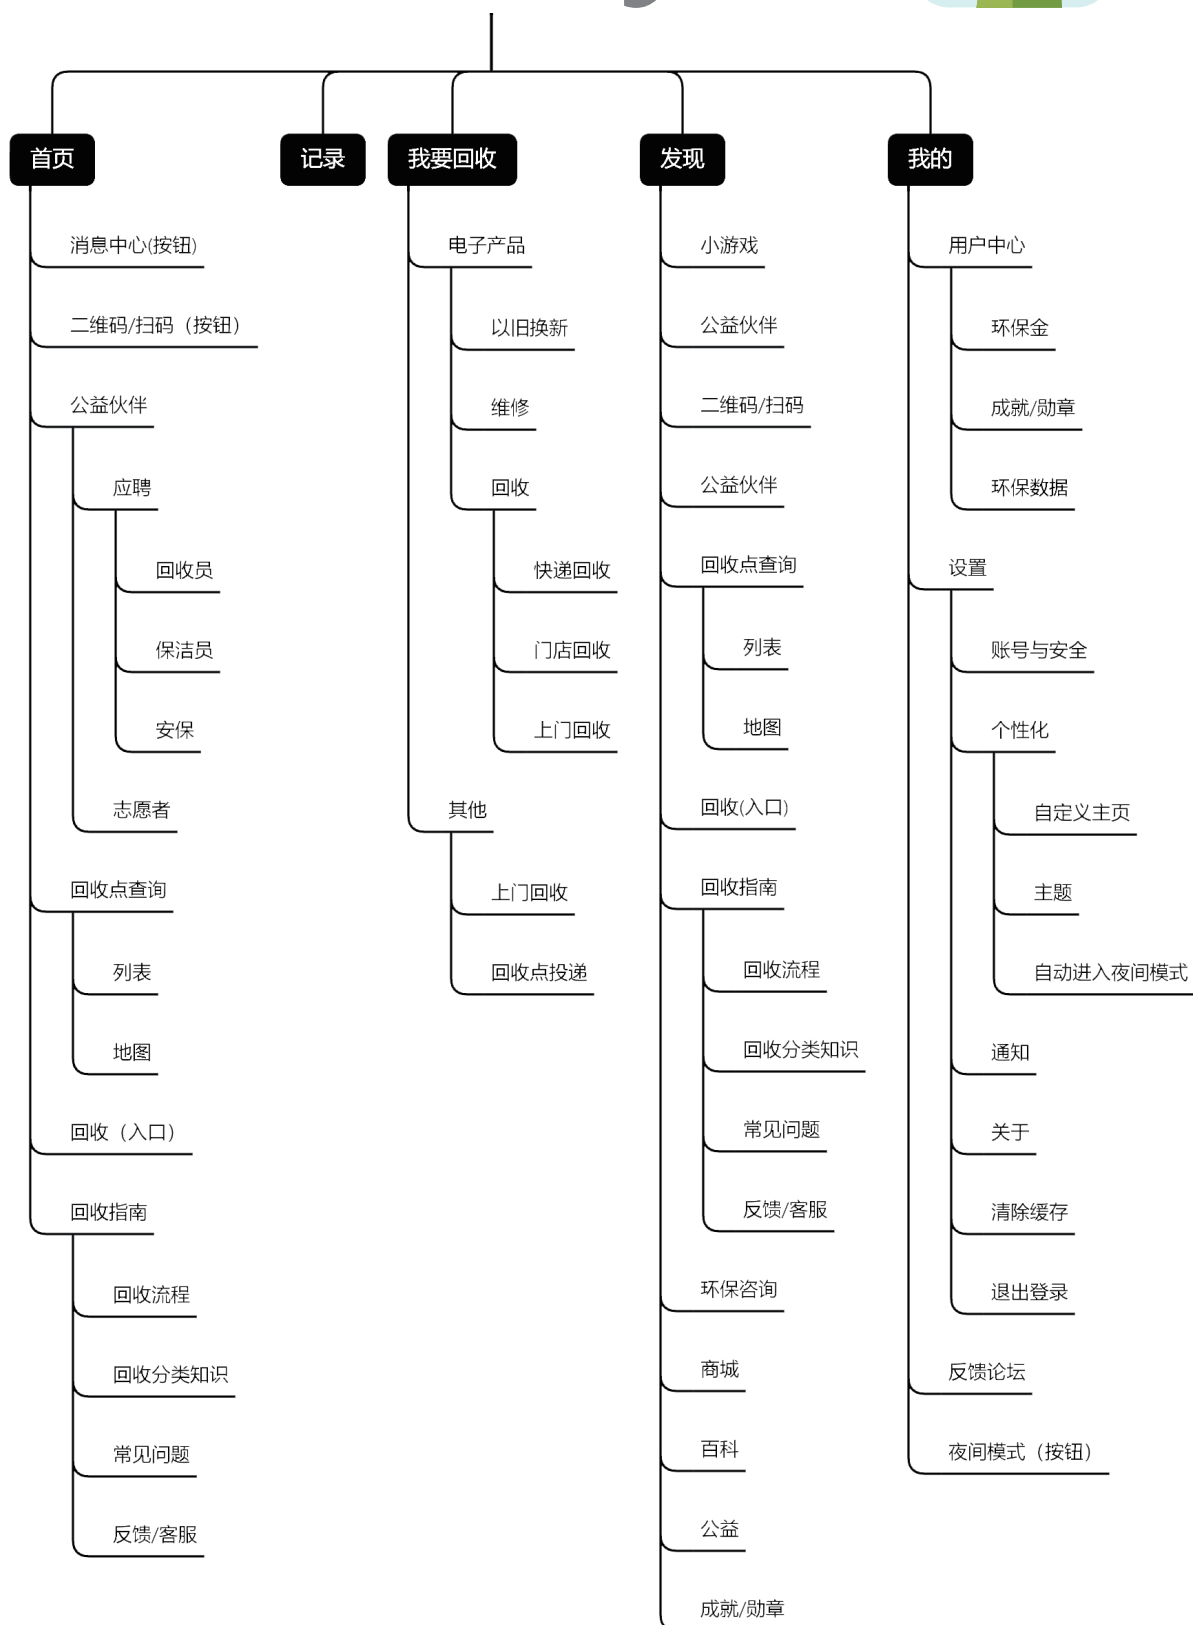 首页
消息中心(按钮)
二维码/扫码（按钮）
公益伙伴
应聘
回收员
保洁员
安保
志愿者
回收点查询
列表
地图
回收（入口）
回收指南
回收流程
回收分类知识
常见问题
反馈/客服
记录
我要回收
电子产品
以旧换新
维修
回收
快递回收
门店回收
上门回收
其他
上门回收
回收点投递
发现
小游戏
公益伙伴
二维码/扫码
公益伙伴
回收点查询
列表
地图
回收(入口)
回收指南
回收流程
回收分类知识
常见问题
反馈/客服
环保咨询
商城
百科
公益
成就/勋章
我的
用户中心
环保金
成就/勋章
环保数据
设置
账号与安全
个性化
自定义主页
主题
自动进入夜间模式
通知
关于
清除缓存
退出登录
反馈论坛
夜间模式（按钮）